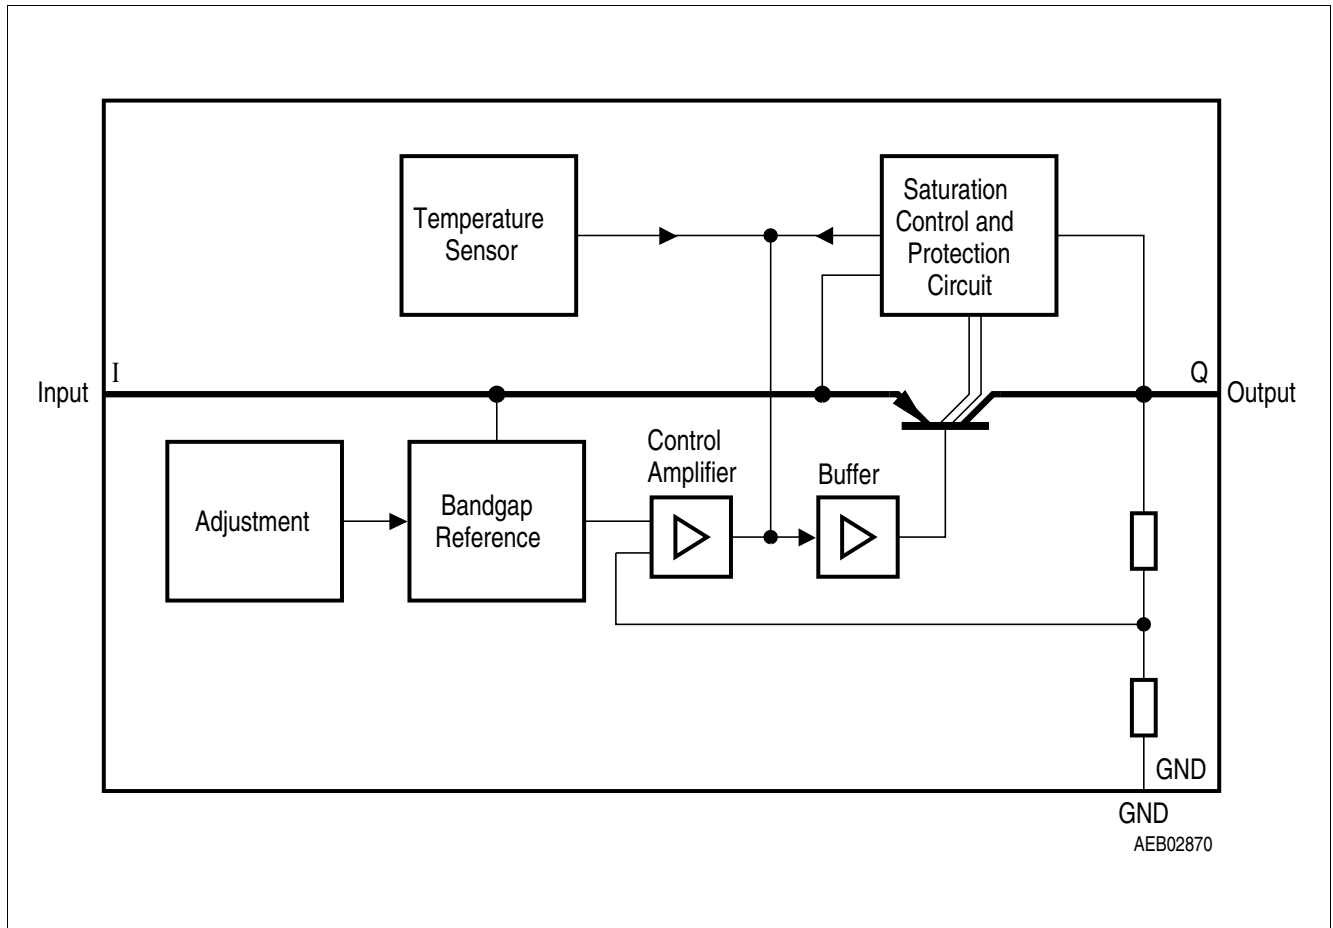 Temperature
Sensor
Saturation
Control and
Protection
Circuit
I
Q
Input
Output
Control
Amplifier
Buffer
Adjustment
Bandgap
Reference
GND
GND
AEB02870